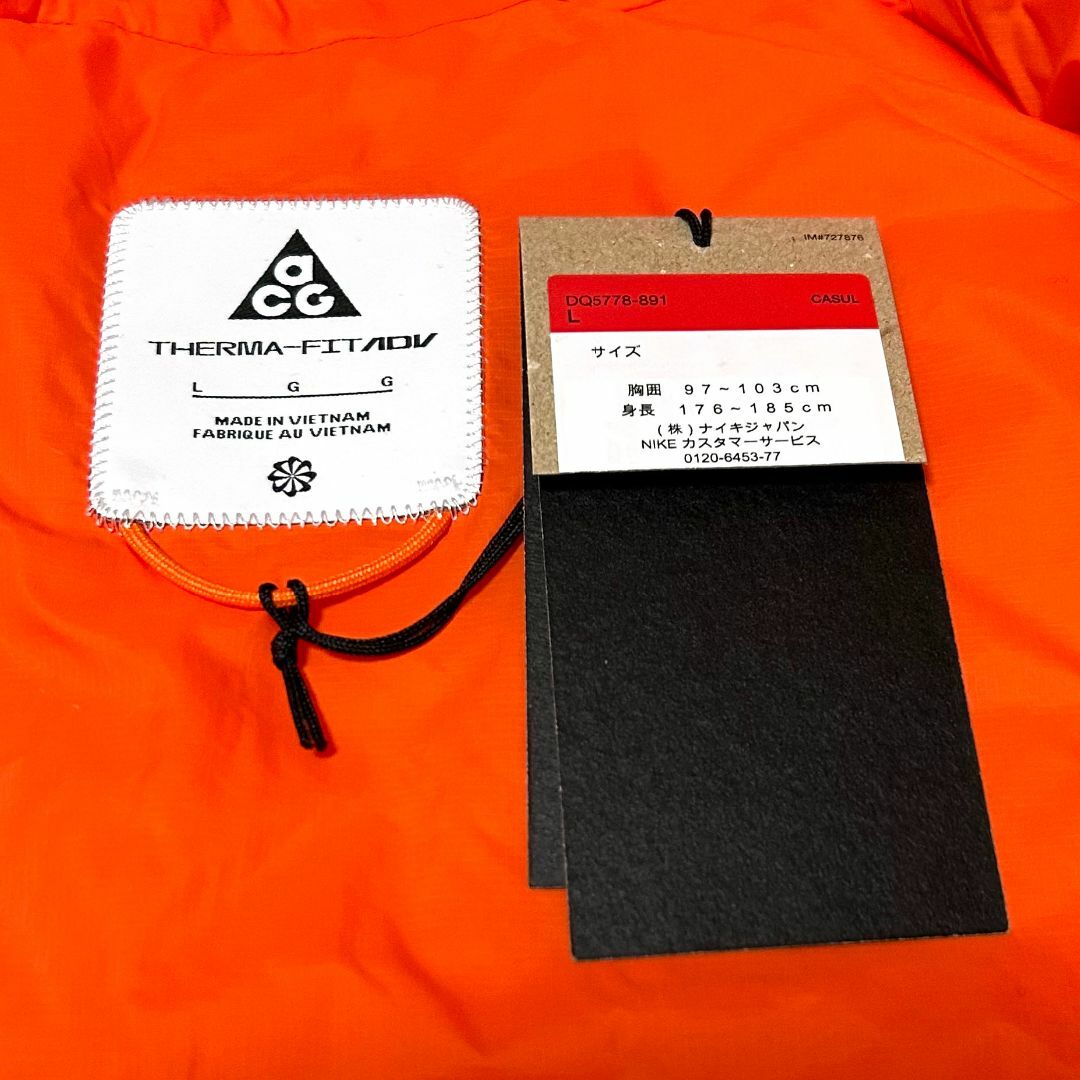 aCG
THERMA-FIT ADV
L G G
MADE IN VIETNAM
FABRIQUE AU VIETNAM
IM#727876
DQ5778-891 CASUL
L
サイズ
胸囲 97~103cm
身長 176~185cm
(株)ナイキジャパン
NIKE カスタマーサービス
0120-6453-77